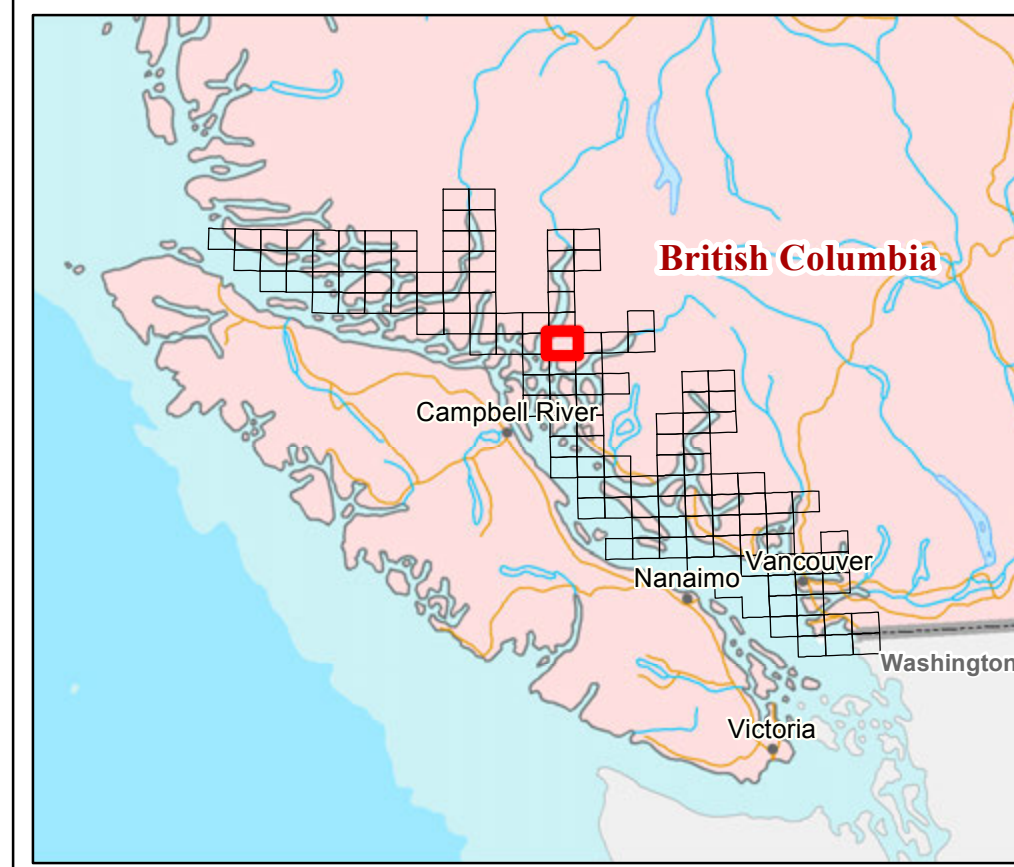 British Columbia
Campbell River
Vancouver
Nanaimo
Washington
Victoria